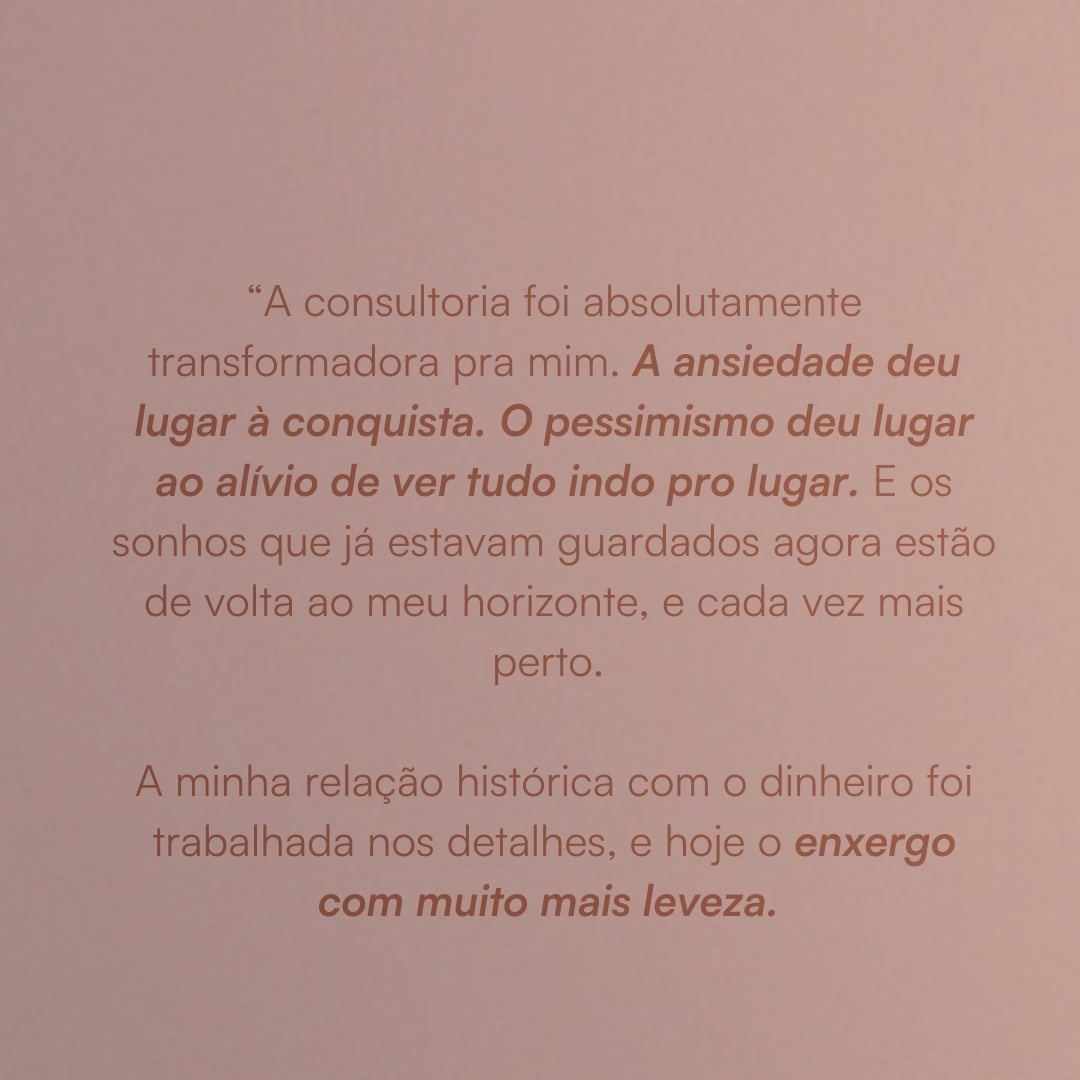 “A consultoria foi absolutamente
transformadora pra mim. A ansiedade deu
lugar à conquista. O pessimismo deu lugar
ao alívio de ver tudo indo pro lugar. E os
sonhos que já estavam guardados agora estão
de volta ao meu horizonte, e cada vez mais
perto.
A minha relação histórica com o dinheiro foi
trabalhada nos detalhes, e hoje o enxergo
com muito mais leveza.